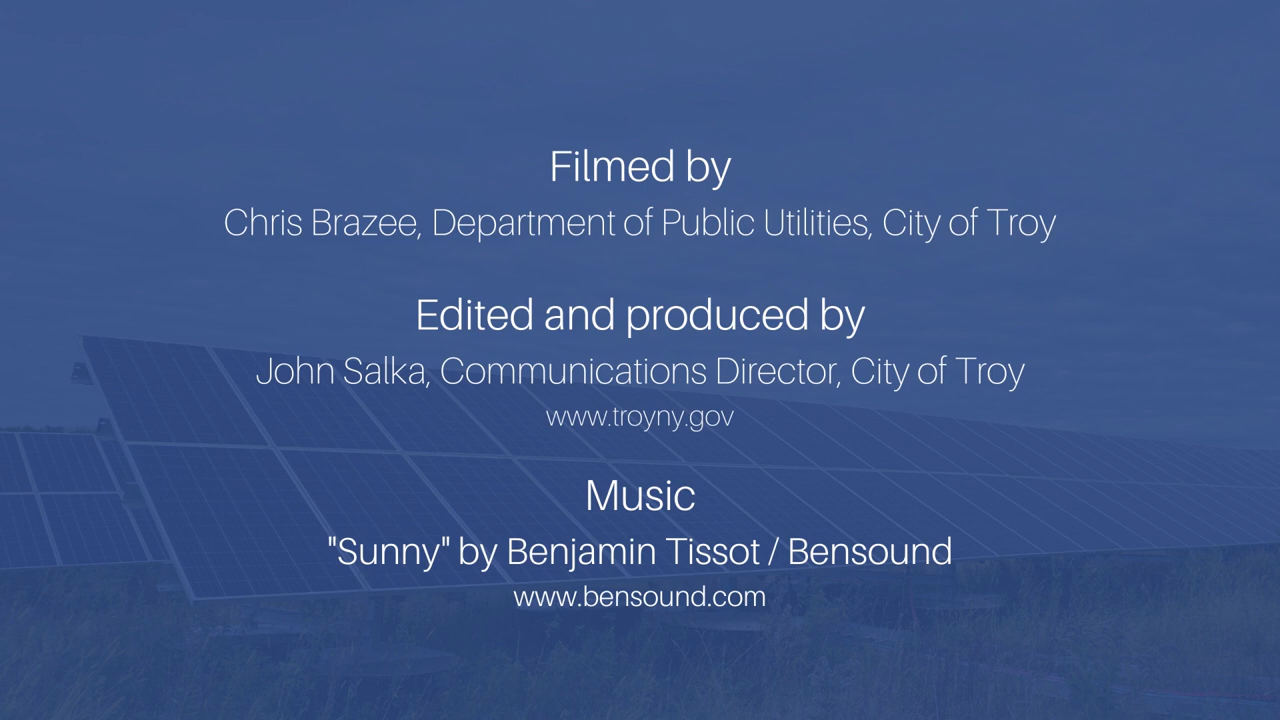 Filmed by
Chris Brazee, Department of Public Utilities, City of Troy
Edited and produced by
John Salka, Communications Director, City of Troy
www.troyny.gov
Music
"Sunny" by Benjamin Tissot / Bensound
www.bensound.com